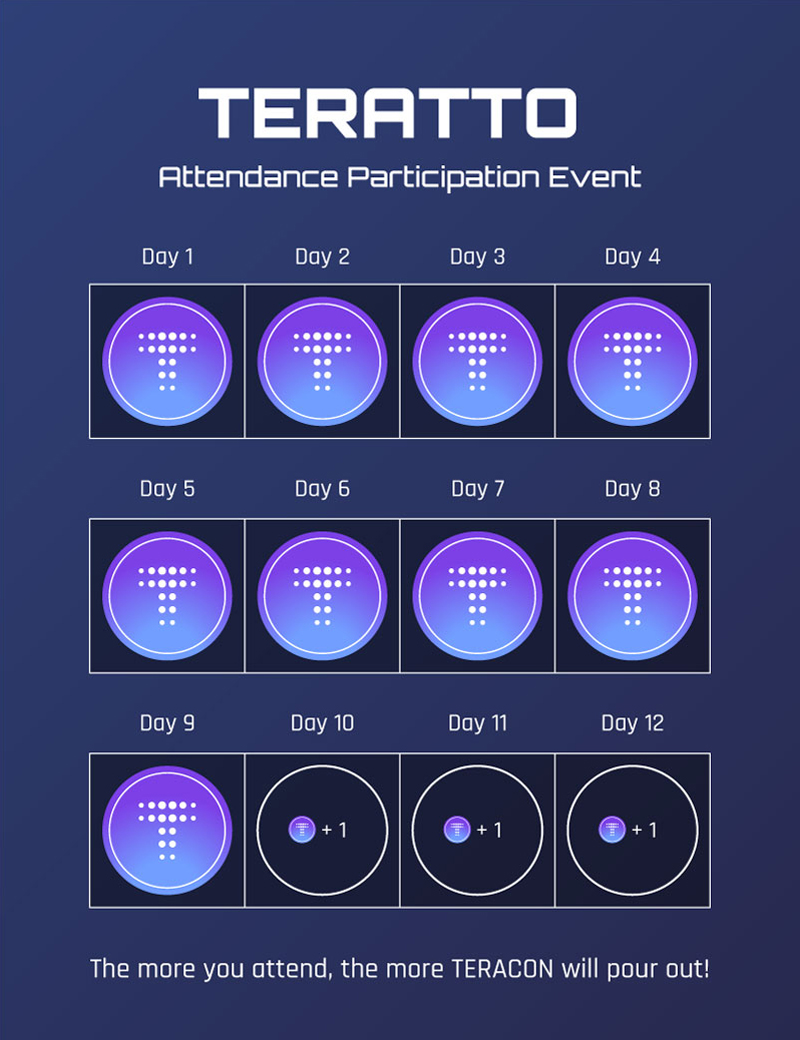 TERATTO
Attendance Participation Event
Day 1 Day 2 Day 3 Day 4
Day 5 Day 6 Day 7 Day 8
Day 9 Day 10 Day 11 Day 12
+ 1 + 1 + 1
The more you attend, the more TERACON will pour out!